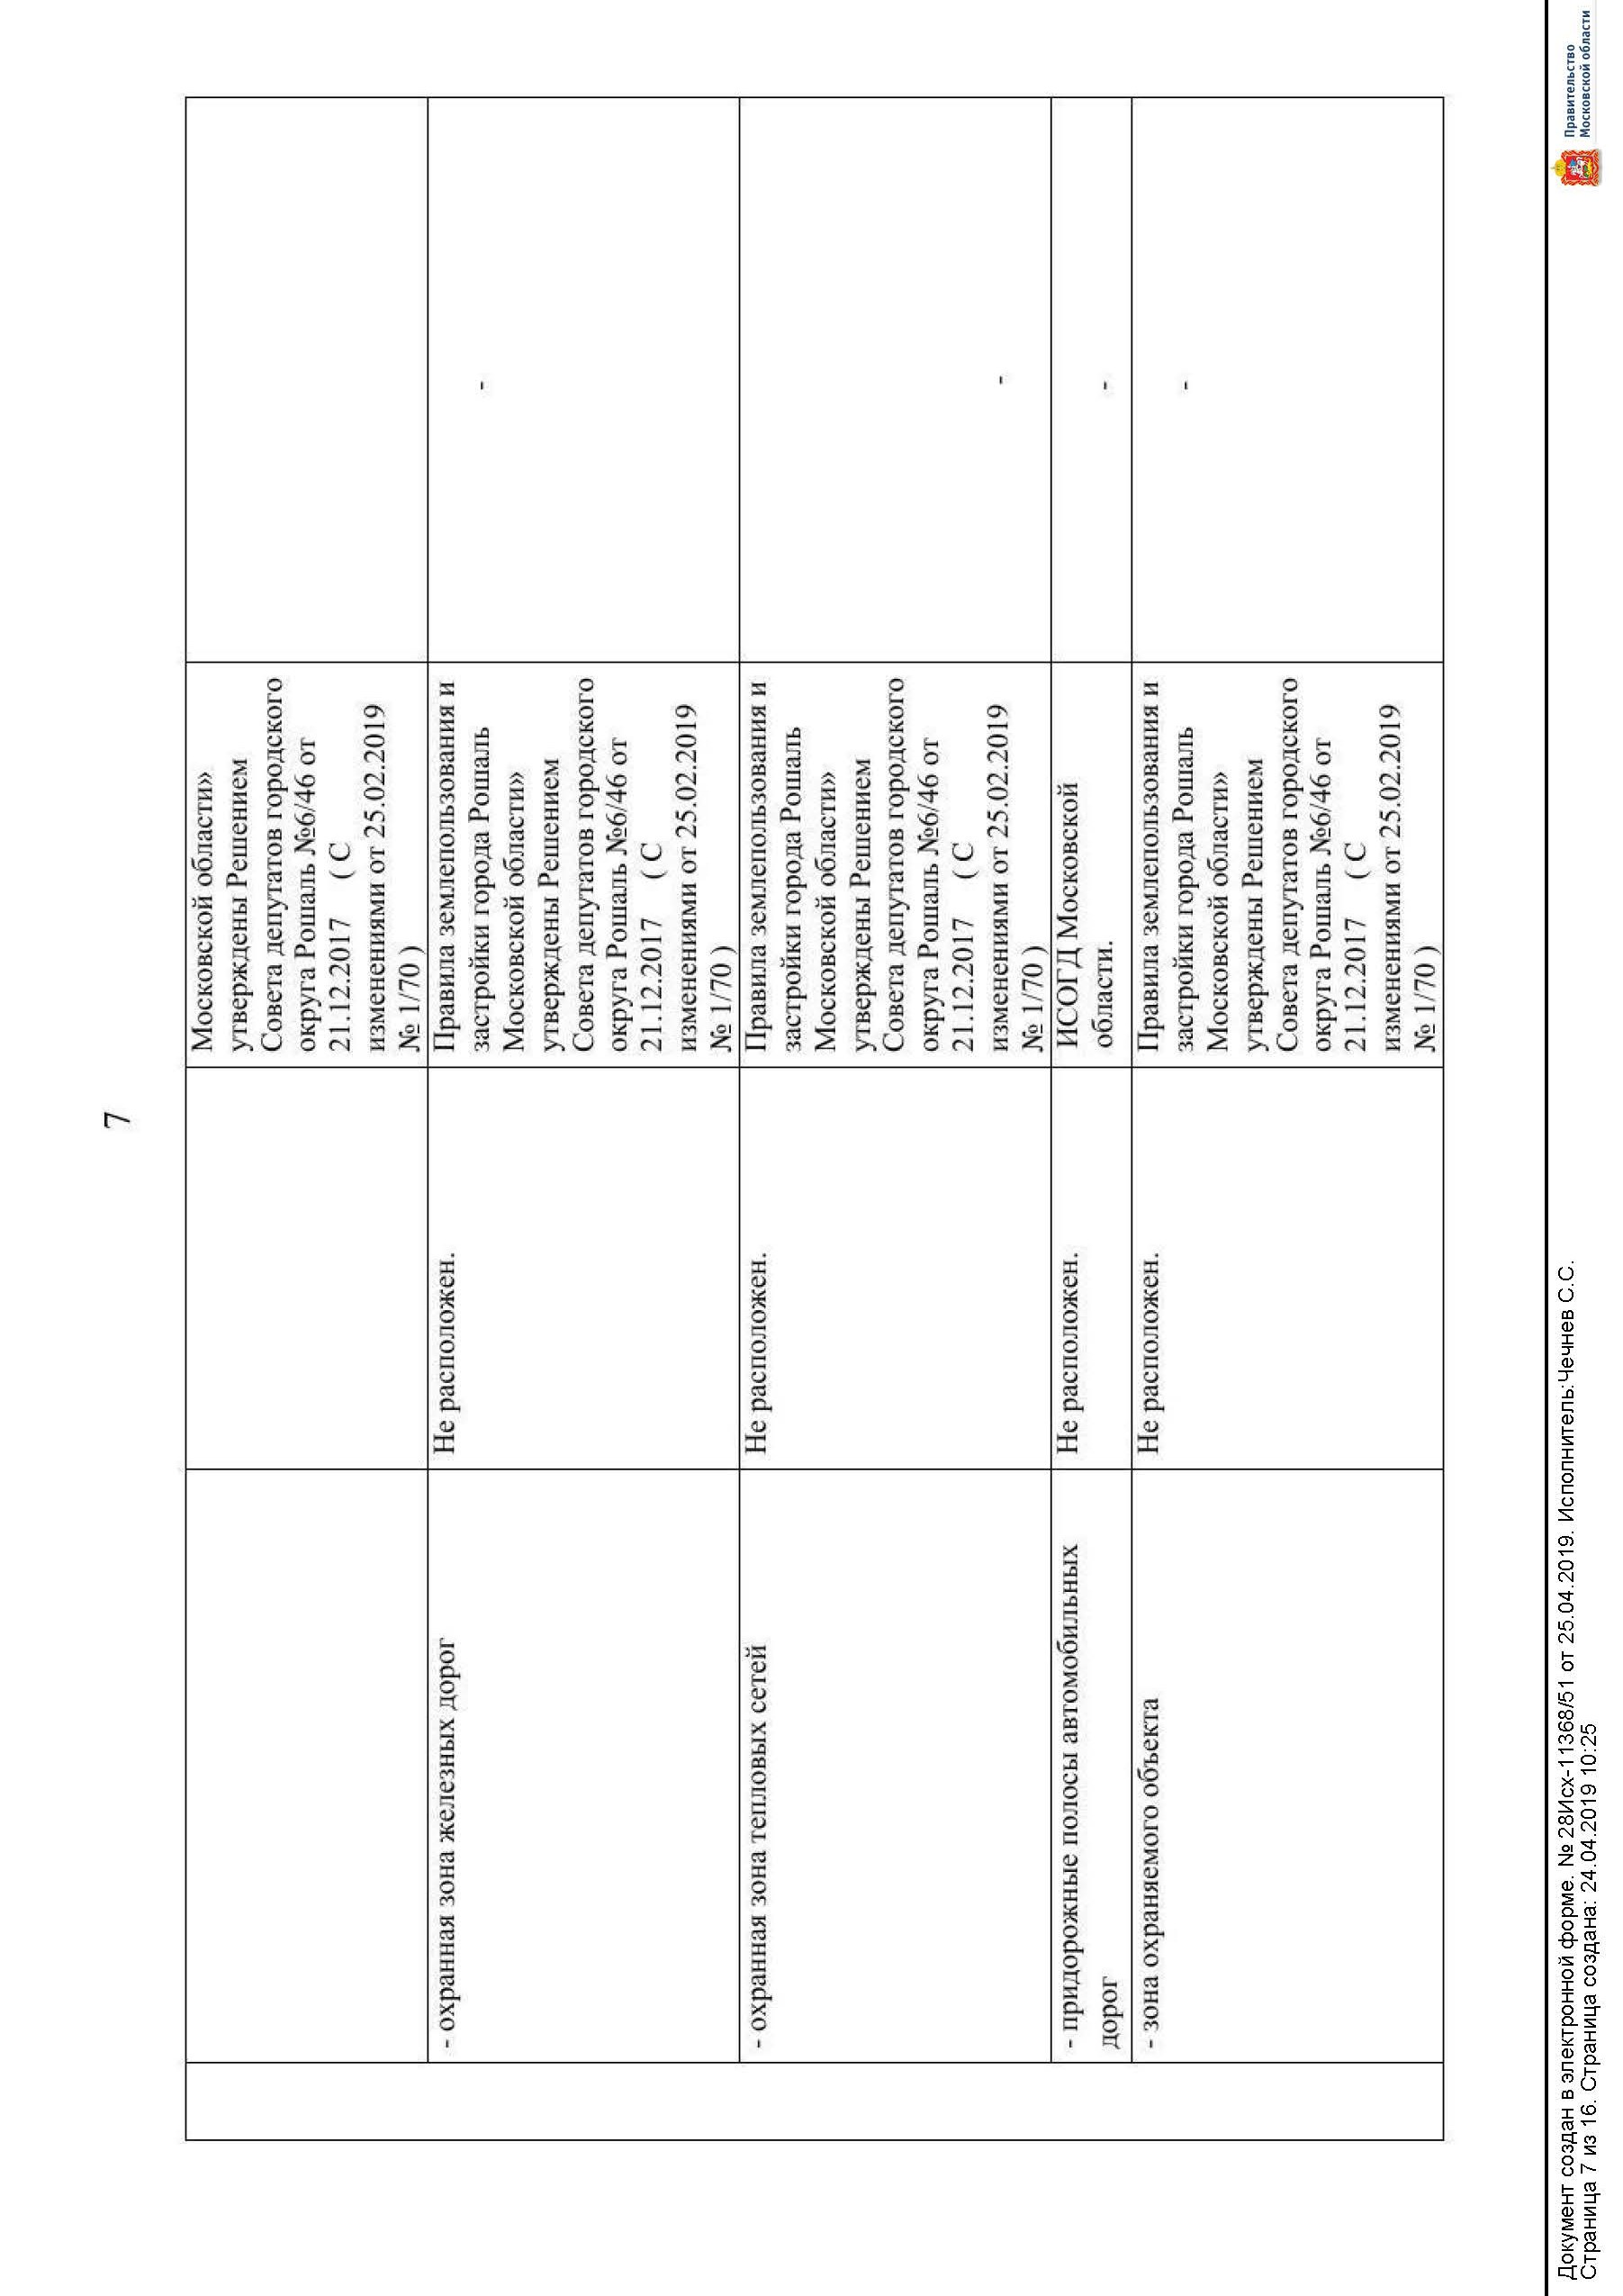 7
Московской области»
утверждены Решением
Совета депутатов городского
округа Рошаль №6/46 от
21.12.2017 ( С
изменениями от 25.02.2019
№ 1/70 )
- охранная зона железных дорог
Не расположен.
Правила землепользования и
застройки города Рошаль
Московской области»
утверждены Решением
Совета депутатов городского
округа Рошаль №6/46 от
21.12.2017 ( С
изменениями от 25.02.2019
№ 1/70 )
-
- охранная зона тепловых сетей
Не расположен.
Правила землепользования и
застройки города Рошаль
Московской области»
утверждены Решением
Совета депутатов городского
округа Рошаль №6/46 от
21.12.2017 ( С
изменениями от 25.02.2019
№ 1/70 )
-
- придорожные полосы автомобильных
дорог
Не расположен.
ИСОГД Московской
области.
-
- зона охраняемого объекта
Не расположен.
Правила землепользования и
застройки города Рошаль
Московской области»
утверждены Решением
Совета депутатов городского
округа Рошаль №6/46 от
21.12.2017 ( С
изменениями от 25.02.2019
№ 1/70 )
-
Документ создан в электронной форме. № 28Исх-11368/51 от 25.04.2019. Исполнитель:Чечнев С.С.
Страница 7 из 16. Страница создана: 24.04.2019 10:25
Правительство
Московской области